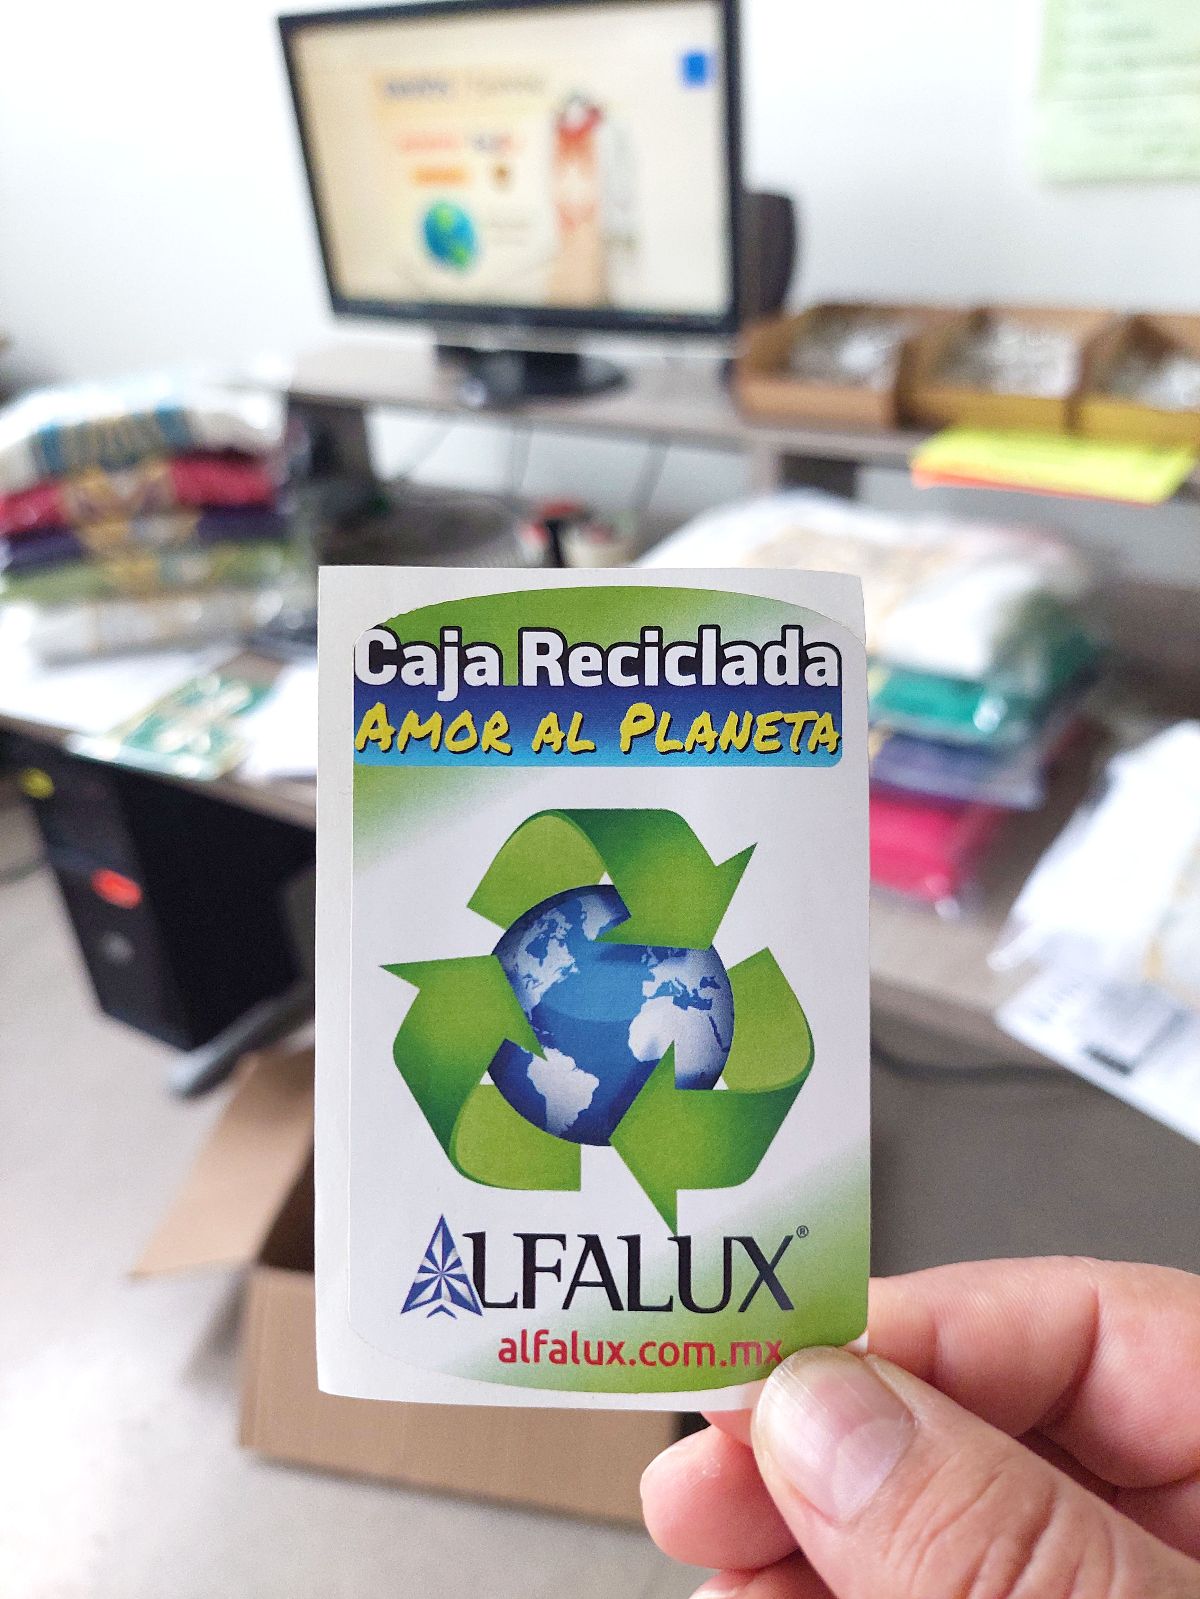 Caja Reciclada
AMOR AL PLANETA
ALFALUX®
alfalux.com.mx